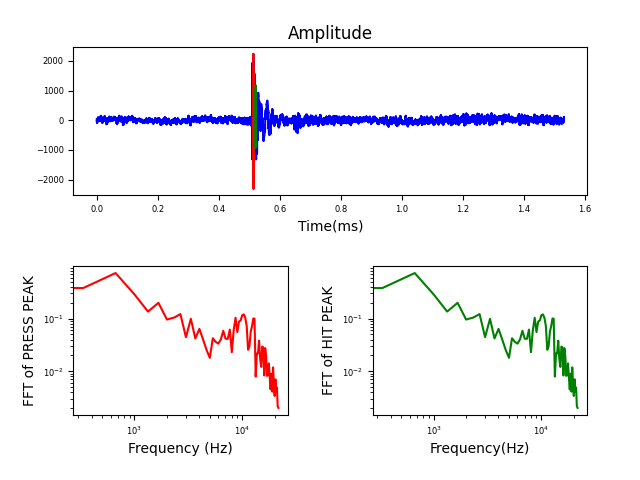 Amplitude
2000
1000
0
−1000
−2000
0.0 0.2 0.4 0.6 0.8 1.0 1.2 1.4 1.6
Time(ms)
FFT of PRESS PEAK
10⁻¹
10⁻²
10³ 10⁴
Frequency (Hz)
FFT of HIT PEAK
10⁻¹
10⁻²
10³ 10⁴
Frequency(Hz)